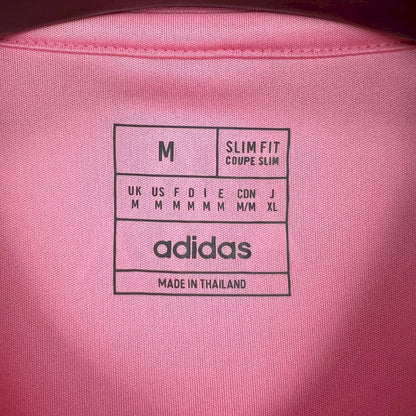 M
SLIM FIT
COUPE SLIM
UK US F D I E CDN J
M M M M M M M/M XL
adidas
MADE IN THAILAND